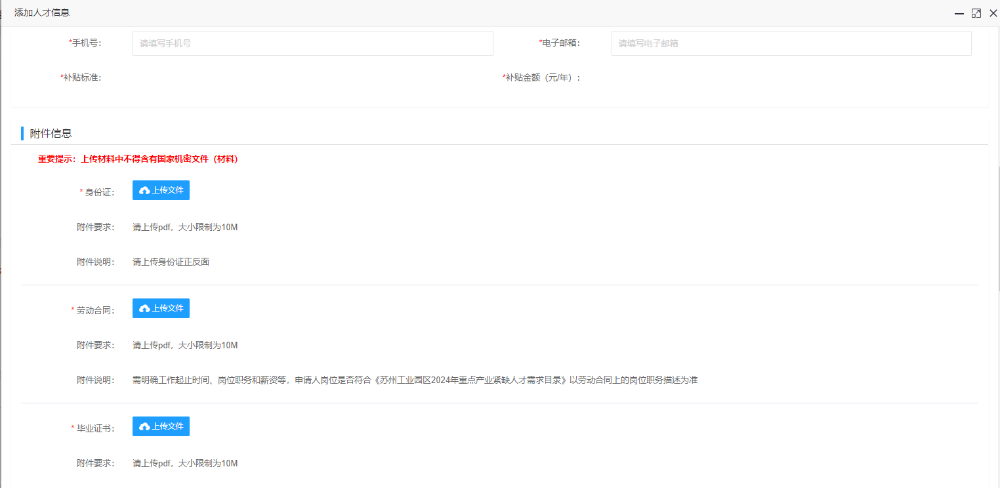 添加人才信息
*手机号： 请填写手机号 *电子邮箱： 请填写电子邮箱
*补贴标准： *补贴金额（元/年）：
附件信息
重要提示：上传材料中不得含有国家机密文件（材料）
* 身份证： 上传文件
附件要求： 请上传pdf，大小限制为10M
附件说明： 请上传身份证正反面
* 劳动合同： 上传文件
附件要求： 请上传pdf，大小限制为10M
附件说明： 需明确工作起止时间、岗位职务和薪资等，申请人岗位是否符合《苏州工业园区2024年重点产业紧缺人才需求目录》以劳动合同上的岗位职务描述为准
* 毕业证书： 上传文件
附件要求： 请上传pdf，大小限制为10M